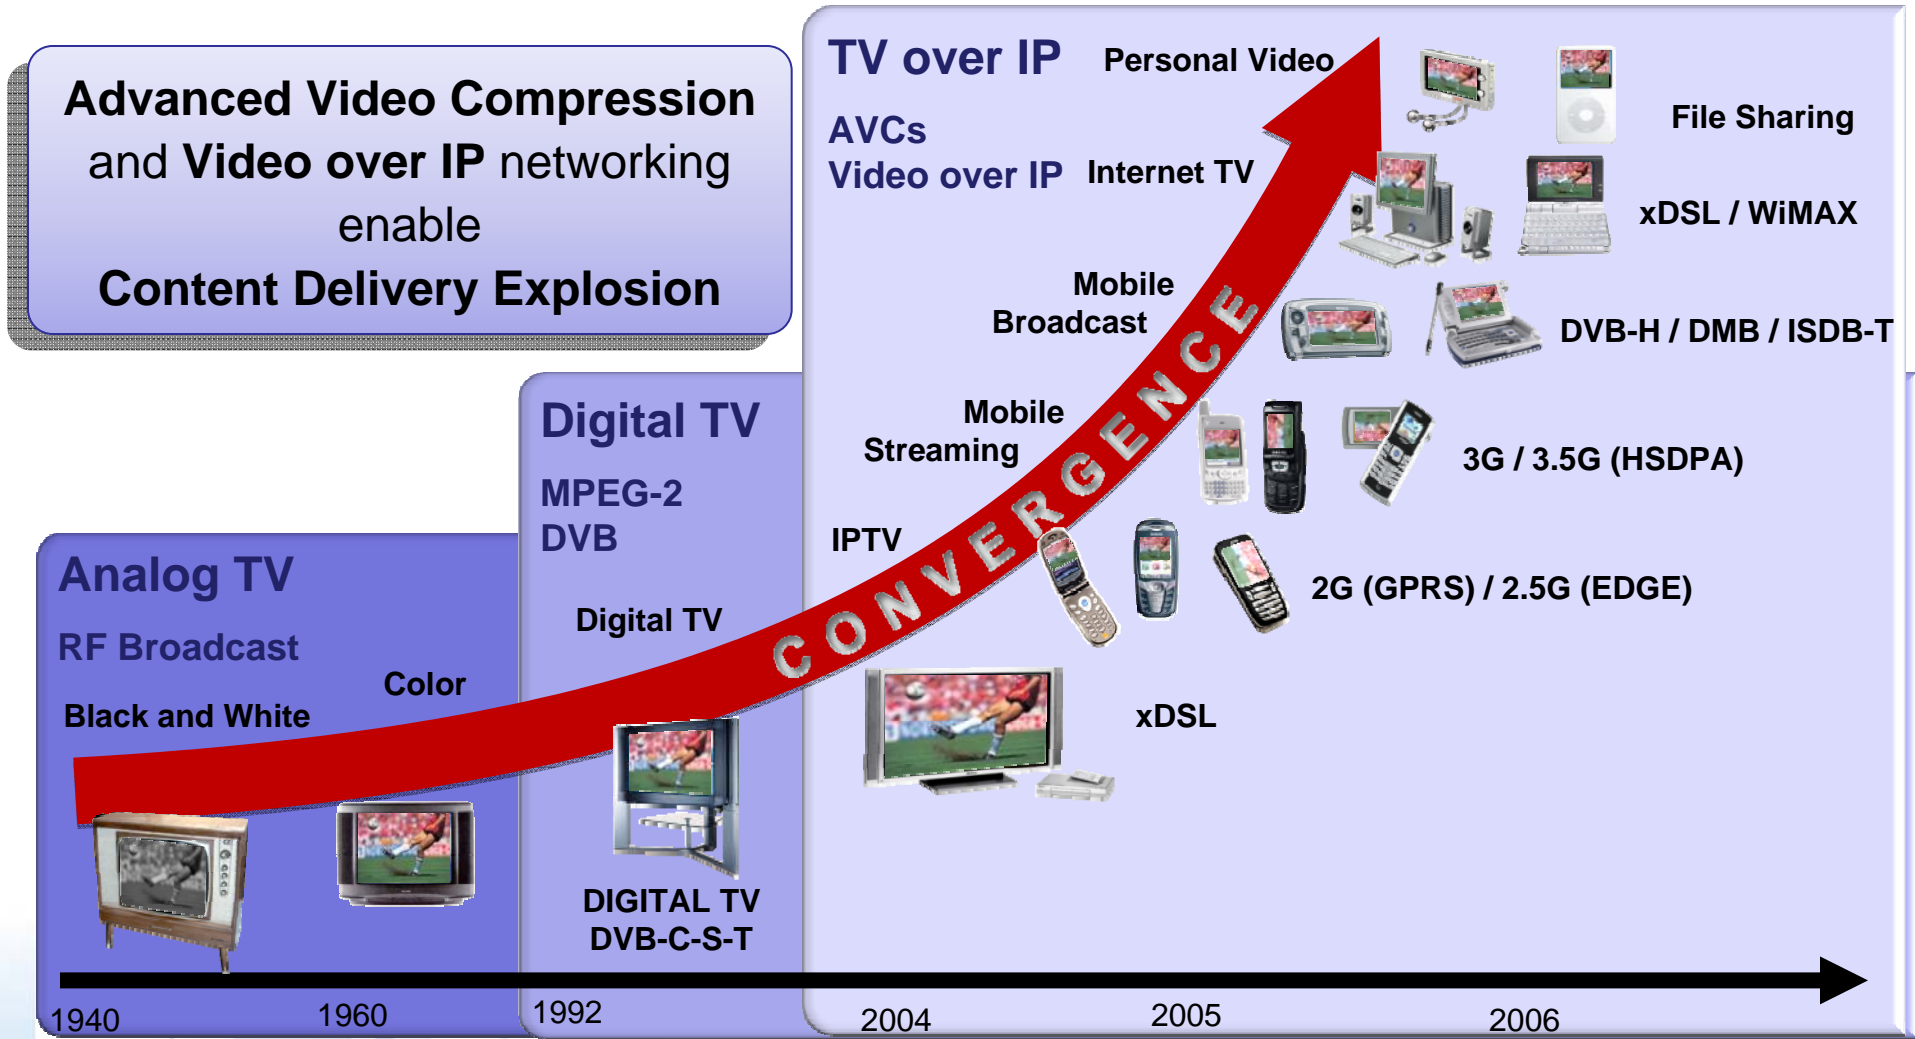 Advanced Video Compression
and Video over IP networking
enable
Content Delivery Explosion
TV over IP
AVCs
Video over IP
Personal Video
File Sharing
Internet TV
xDSL / WiMAX
Mobile
Broadcast
DVB-H / DMB / ISDB-T
Mobile
Streaming
3G / 3.5G (HSDPA)
IPTV
2G (GPRS) / 2.5G (EDGE)
xDSL
CONVERGENCE
Digital TV
MPEG-2
DVB
Digital TV
DIGITAL TV
DVB-C-S-T
Analog TV
RF Broadcast
Color
Black and White
1940
1960
1992
2004
2005
2006